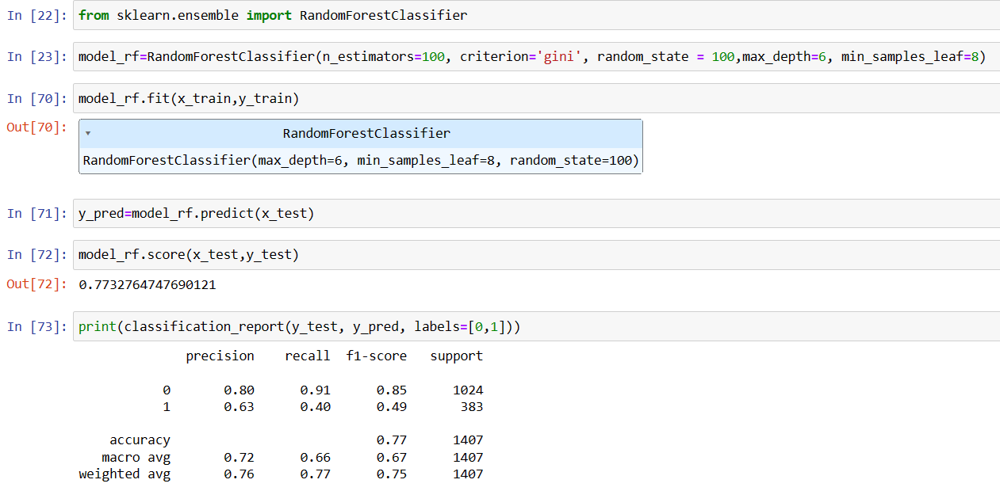 In [22]: from sklearn.ensemble import RandomForestClassifier
In [23]: model_rf=RandomForestClassifier(n_estimators=100, criterion='gini', random_state = 100,max_depth=6, min_samples_leaf=8)
In [70]: model_rf.fit(x_train,y_train)
Out[70]:
RandomForestClassifier
RandomForestClassifier(max_depth=6, min_samples_leaf=8, random_state=100)
In [71]: y_pred=model_rf.predict(x_test)
In [72]: model_rf.score(x_test,y_test)
Out[72]: 0.7732764747690121
In [73]: print(classification_report(y_test, y_pred, labels=[0,1]))
precision recall f1-score support
0 0.80 0.91 0.85 1024
1 0.63 0.40 0.49 383
accuracy 0.77 1407
macro avg 0.72 0.66 0.67 1407
weighted avg 0.76 0.77 0.75 1407